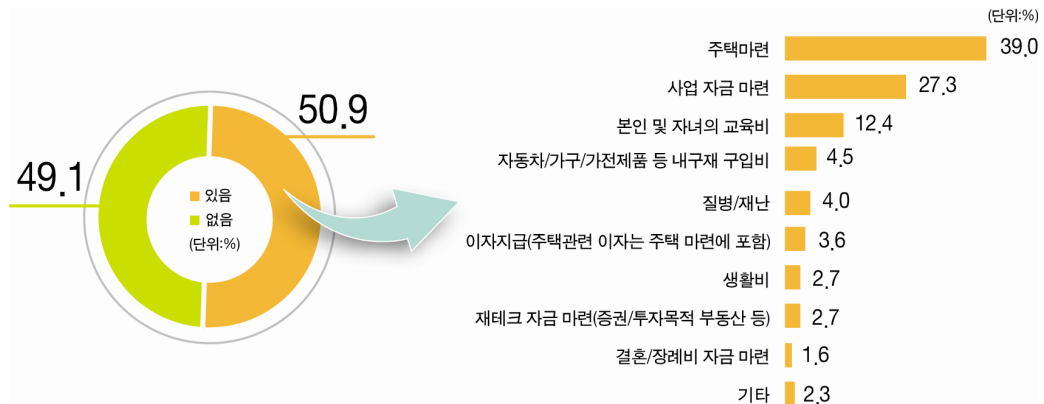 50.9
49.1
있음
없음
(단위:%)
(단위:%)
주택마련 39.0
사업 자금 마련 27.3
본인 및 자녀의 교육비 12.4
자동차/가구/가전제품 등 내구재 구입비 4.5
질병/재난 4.0
이자지급(주택관련 이자는 주택 마련에 포함) 3.6
생활비 2.7
재테크 자금 마련(증권/투자목적 부동산 등) 2.7
결혼/장례비 자금 마련 1.6
기타 2.3